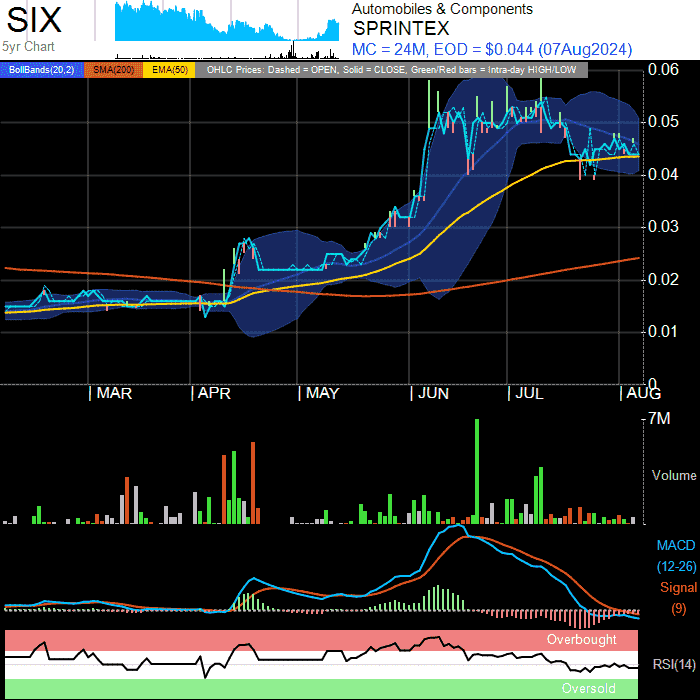 SIX
5yr Chart
Automobiles & Components
SPRINTEX
MC = 24M, EOD = $0.044 (07Aug2024)
BollBands(20,2) SMA(200) EMA(50) OHLC Prices: Dashed = OPEN, Solid = CLOSE, Green/Red bars = Intra-day HIGH/LOW
0.06
0.05
0.04
0.03
0.02
0.01
0
| MAR | APR | MAY | JUN | JUL | AUG
7M
Volume
MACD
(12-26)
Signal
(9)
Overbought
RSI(14)
Oversold